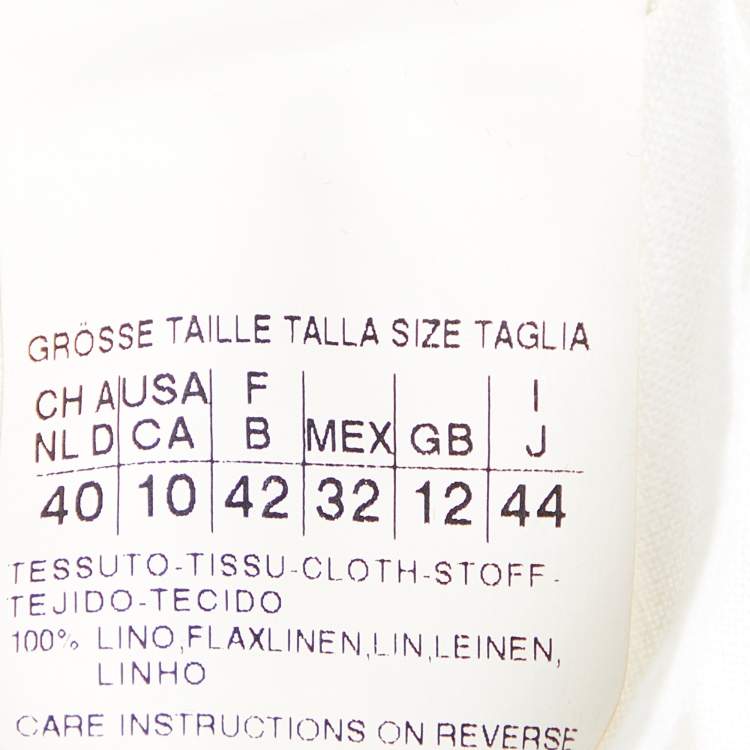 GRÖSSE TAILLE TALLA SIZE TAGLIA
CH A USA F I
NL D CA B MEX GB J
40 10 42 32 12 44
TESSUTO-TISSU-CLOTH-STOFF-
TEJIDO-TECIDO
100% LINO,FLAXLINEN,LIN,LEINEN,
LINHO
CARE INSTRUCTIONS ON REVERSE